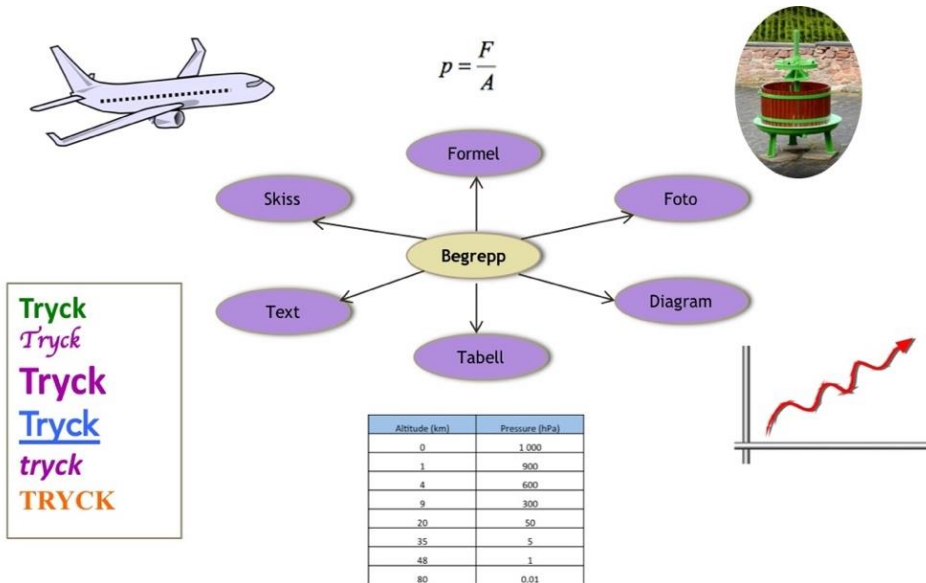 p = F/A
Formel
Skiss
Foto
Begrepp
Text
Diagram
Tabell
Tryck
Tryck
Tryck
Tryck
tryck
TRYCK
Altitude (km) Pressure (hPa)
0 1 000
1 900
4 600
9 300
20 50
35 5
48 1
80 0.01